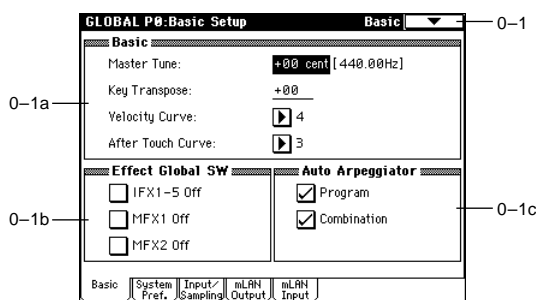 GLOBAL P0:Basic Setup Basic
0–1
Basic
Master Tune: +00 cent [440.00Hz]
Key Transpose: +00
0–1a
Velocity Curve: 4
After Touch Curve: 3
Effect Global SW Auto Arpeggiator
IFX1-5 Off Program
0–1b MFX1 Off Combination 0–1c
MFX2 Off
Basic System Pref. Input/Sampling mLAN Output mLAN Input